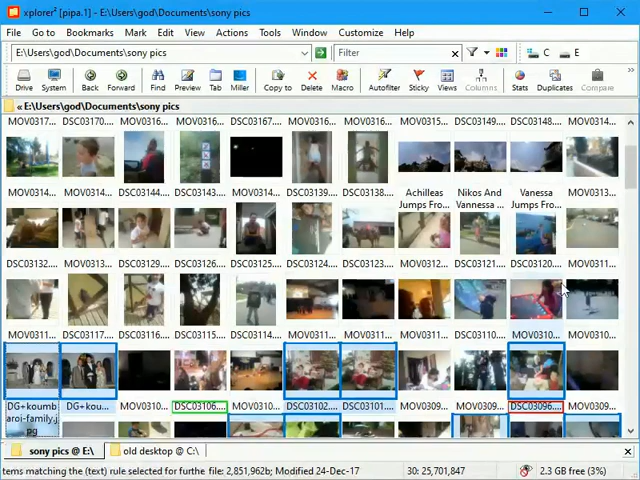 xplorer² [pipa.1] - E:\Users\god\Documents\sony pics
File Go to Bookmarks Mark Edit View Actions Tools Window Customize Help
E:\Users\god\Documents\sony pics Filter C E
Drive Back Forward Find Preview Tab Miller Copy to Delete Macro Autofilter Sticky Views Columns Stats Duplicates Compare
« E:\Users\god\Documents\sony pics
MOV0317... DSC03170.... MOV0316... MOV0316... DSC03167.... MOV0316... MOV0316... DSC03149.... DSC03148.... MOV0314...
MOV0314... DSC03144.... DSC03143.... MOV0314... DSC03139.... DSC03138.... Achilleas Jumps Fro... Nikos And Vannessa ... Vanessa Jumps Fro... MOV0313...
DSC03132.... MOV0313... DSC03129.... DSC03126.... DSC03125.... DSC03124.... DSC03123.... MOV0312... DSC03121.... DSC03120.... MOV0311...
MOV0311... DSC03117.... DSC03116.... DSC03115.... DSC03114.... MOV0311... MOV0311... MOV0311... DSC03110.... MOV0310... MOV0310...
DG+koumbaroi-family.jpg DG+kou... MOV0310... DSC03106.... MOV0310... DSC03102.... DSC03101.... MOV0309... MOV0309... DSC03096.... MOV0309...
sony pics @ E:\ old desktop @ C:\
tems matching the (text) rule selected for furthe file: 2,851,962b; Modified 24-Dec-17 30: 25,701,847 2.3 GB free (3%)